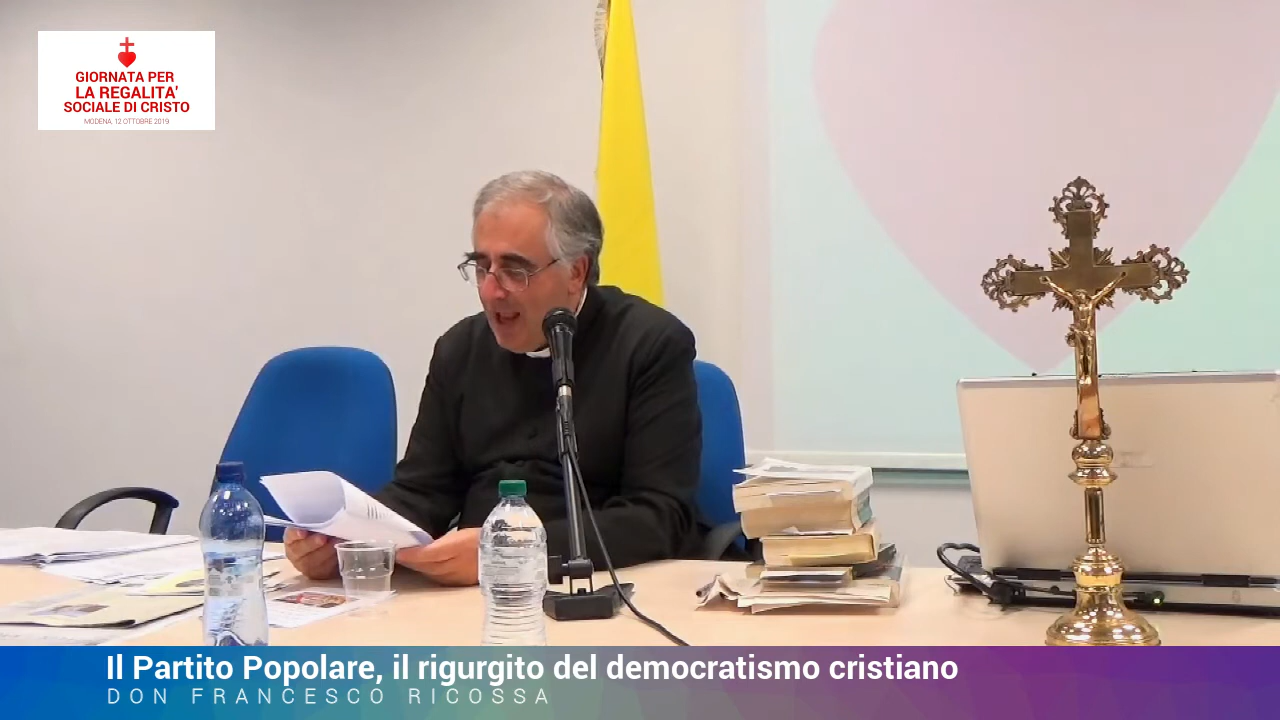 GIORNATA PER
LA REGALITA'
SOCIALE DI CRISTO
MODENA, 12 OTTOBRE 2019
Il Partito Popolare, il rigurgito del democratismo cristiano
DON FRANCESCO RICOSSA